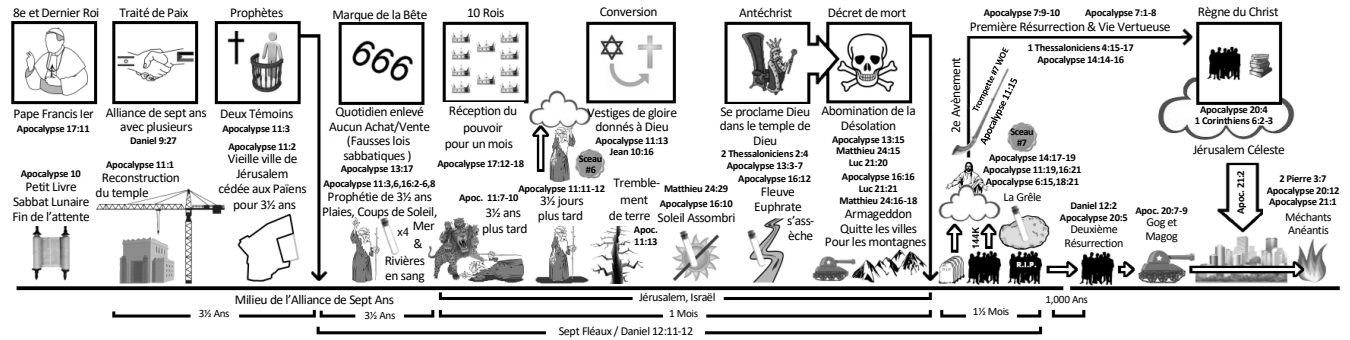 8e et Dernier Roi
Traité de Paix
Prophètes
Marque de la Bête
10 Rois
Conversion
Antéchrist
Décret de mort
Apocalypse 7:9-10
Apocalypse 7:1-8
Première Résurrection & Vie Vertueuse
Règne du Christ
666
1 Thessaloniciens 4:15-17
Apocalypse 14:14-16
2e Avènement
Trompette #7 WOE
Apocalypse 11:15
Sceau
#7
Pape Francis Ier
Apocalypse 17:11
Apocalypse 10
Petit Livre
Sabbat Lunaire
Fin de l'attente
Alliance de sept ans
avec plusieurs
Daniel 9:27
Apocalypse 11:1
Reconstruction
du temple
Deux Témoins
Apocalypse 11:3
Apocalypse 11:2
Vieille ville de
Jérusalem
cédée aux Païens
pour 3½ ans
Quotidien enlevé
Aucun Achat/Vente
(Fausses lois
sabbatiques )
Apocalypse 13:17
Apocalypse 11:3,6,16:2-6,8
Prophétie de 3½ ans
Plaies, Coups de Soleil,
x4
Mer
&
Rivières
en sang
Réception du
pouvoir
pour un mois
Apocalypse 17:12-18
Apoc. 11:7-10
3½ ans
plus tard
Sceau
#6
Apocalypse 11:11-12
3½ jours
plus tard
Vestiges de gloire
donnés à Dieu
Apocalypse 11:13
Jean 10:16
Tremble-
ment
de terre
Apoc.
11:13
Matthieu 24:29
Apocalypse 16:10
Soleil Assombri
Se proclame Dieu
dans le temple de
Dieu
2 Thessaloniciens 2:4
Apocalypse 13:3-7
Apocalypse 16:12
Fleuve
Euphrate
s'ass-
èche
Abomination de la
Désolation
Apocalypse 13:15
Matthieu 24:15
Luc 21:20
Apocalypse 16:16
Luc 21:21
Matthieu 24:16-18
Armageddon
Quitte les villes
Pour les montagnes
Apocalypse 14:17-19
Apocalypse 11:19,16:21
Apocalypse 6:15,18:21
La Grêle
144K
R.I.P.
Daniel 12:2
Apocalypse 20:5
Deuxième
Résurrection
Apoc. 20:7-9
Gog et
Magog
Apocalypse 20:4
1 Corinthiens 6:2-3
Jérusalem Céleste
Apoc. 21:2
2 Pierre 3:7
Apocalypse 20:12
Apocalypse 21:1
Méchants
Anéantis
Milieu de l'Alliance de Sept Ans
Jérusalem, Israël
1,000 Ans
3½ Ans
3½ Ans
1 Mois
1½ Mois
Sept Fléaux / Daniel 12:11-12